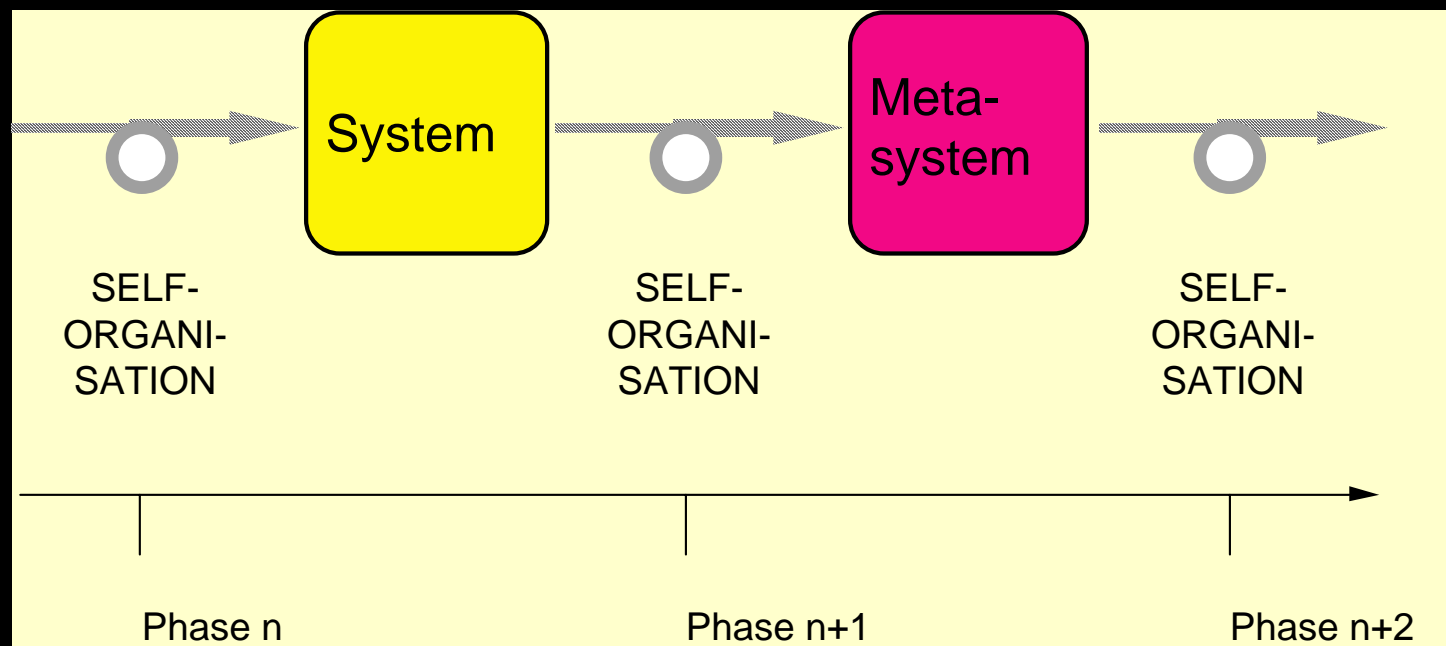 System
Meta-
system
SELF-
ORGANI-
SATION
SELF-
ORGANI-
SATION
SELF-
ORGANI-
SATION
Phase n
Phase n+1
Phase n+2